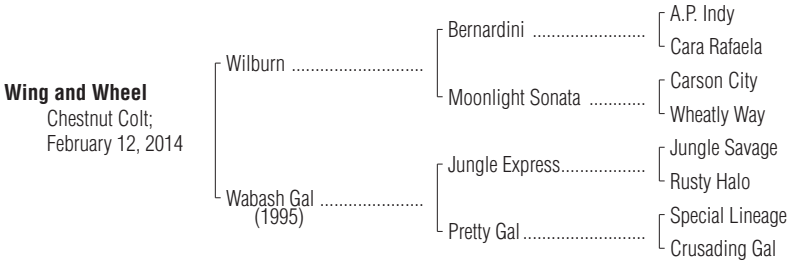 A.P. Indy
Bernardini ........................
Cara Rafaela
Wilburn ............................
Carson City
Moonlight Sonata ............
Wheatly Way
Wing and Wheel
Chestnut Colt;
February 12, 2014
Jungle Savage
Jungle Express..................
Rusty Halo
Wabash Gal ......................
(1995)
Special Lineage
Pretty Gal ..........................
Crusading Gal